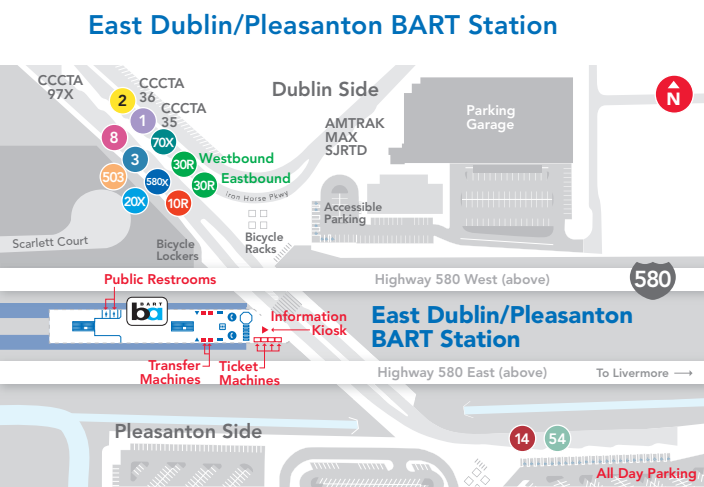 East Dublin/Pleasanton BART Station
CCCTA
97X
CCCTA
36
CCCTA
35
2
1
8
70X
3
30R
Westbound
503
580X
30R
Eastbound
20X
10R
Iron Horse Pkwy
Dublin Side
AMTRAK
MAX
SJRTD
Parking
Garage
N
Accessible
Parking
Scarlett Court
Bicycle
Lockers
Bicycle
Racks
Public Restrooms
Highway 580 West (above)
580
BART
ba
Information
Kiosk
East Dublin/Pleasanton
BART Station
Transfer
Machines
Ticket
Machines
Highway 580 East (above)
To Livermore
Pleasanton Side
14
54
All Day Parking